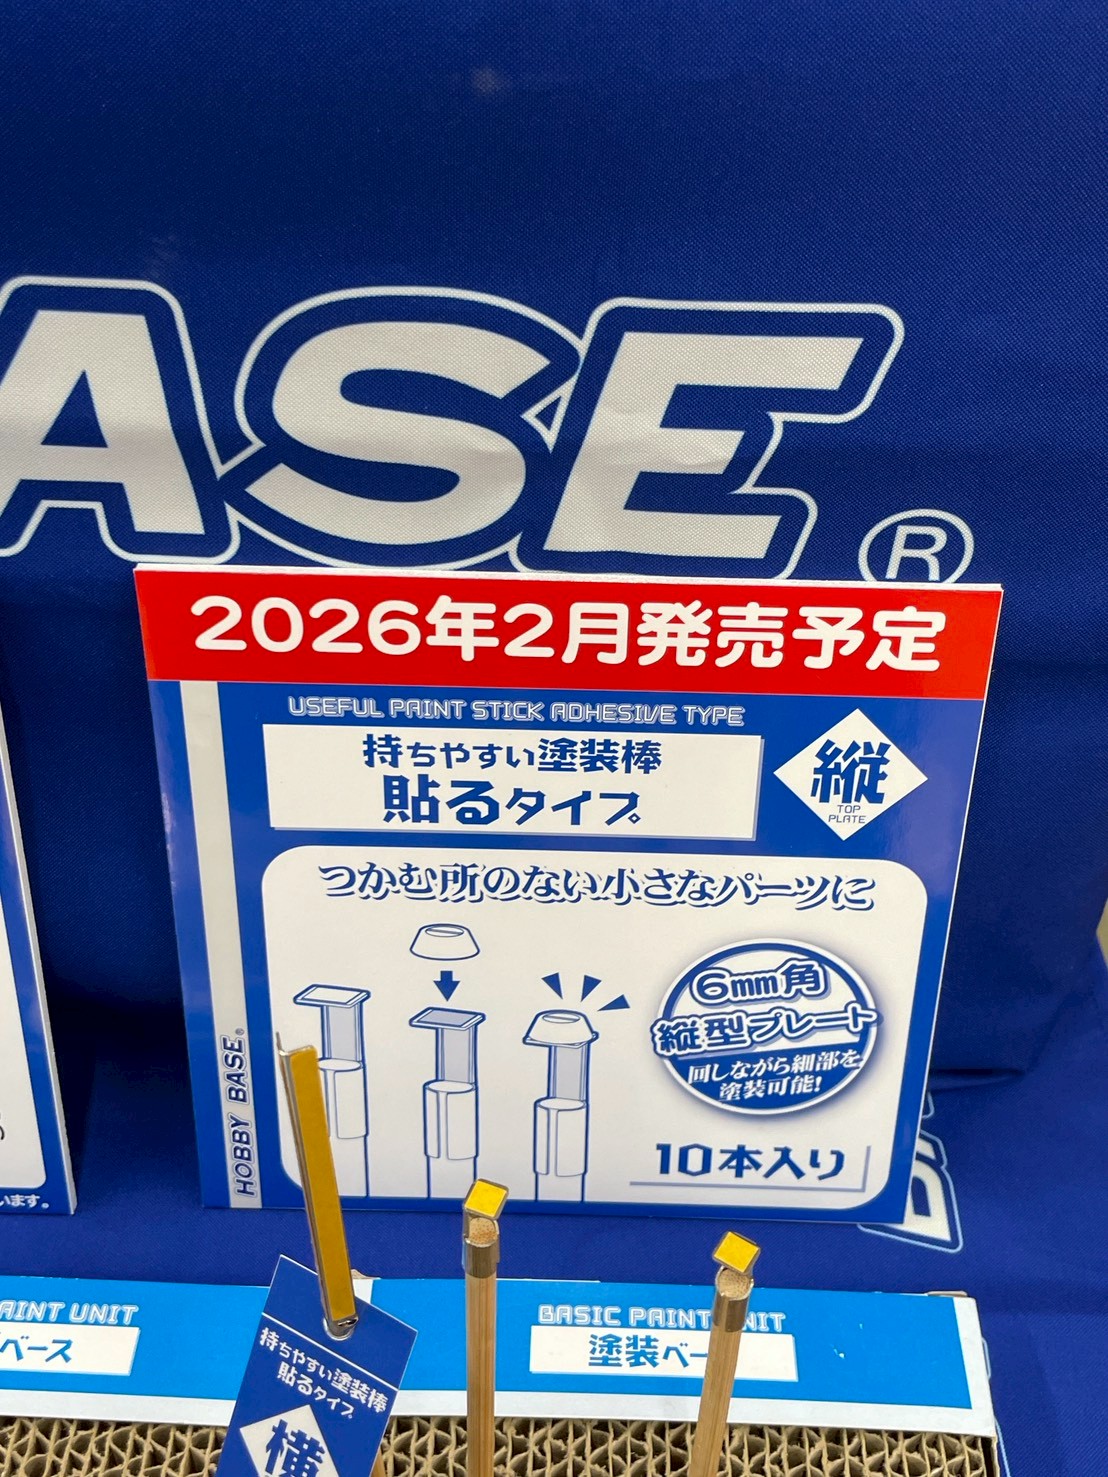 ASE®
2026年2月発売予定
USEFUL PAINT STICK ADHESIVE TYPE
持ちやすい塗装棒
貼るタイプ
縦
TOP
PLATE
つかむ所のない小さなパーツに
6mm角
縦型プレート
回しながら細部を
塗装可能!
10本入り
HOBBY BASE®
います。
AINT UNIT
ベース
BASIC PAINT UNIT
塗装ベー
持ちやすい塗装棒
貼るタイプ
横